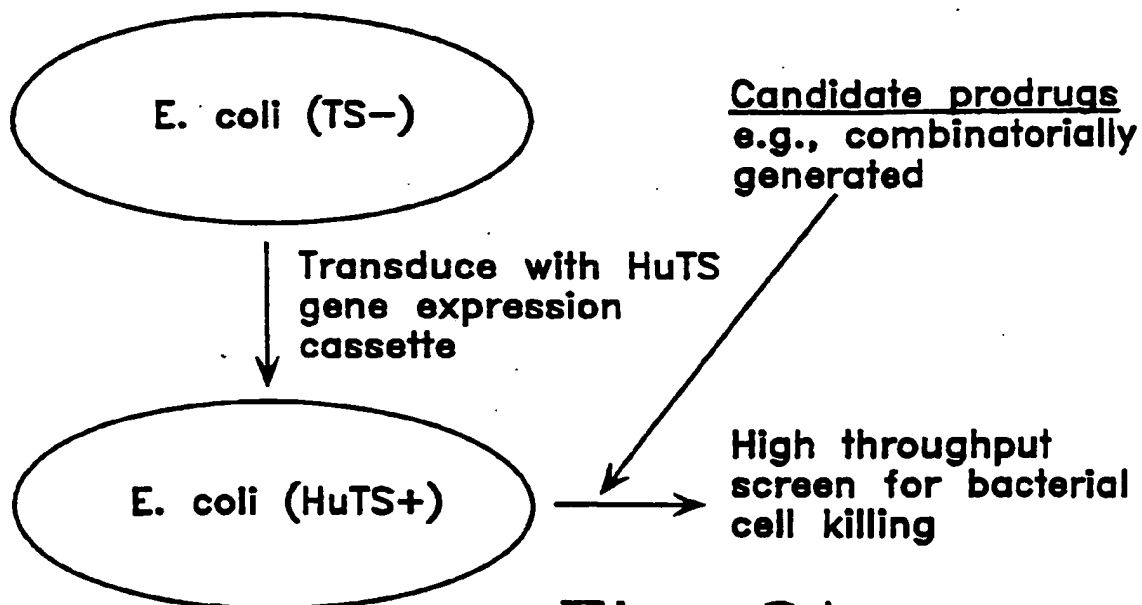 E. coli (TS-)
Candidate prodrugs
e.g., combinatorially
generated
Transduce with HuTS
gene expression
cassette
E. coli (HuTS+)
High throughput
screen for bacterial
cell killing